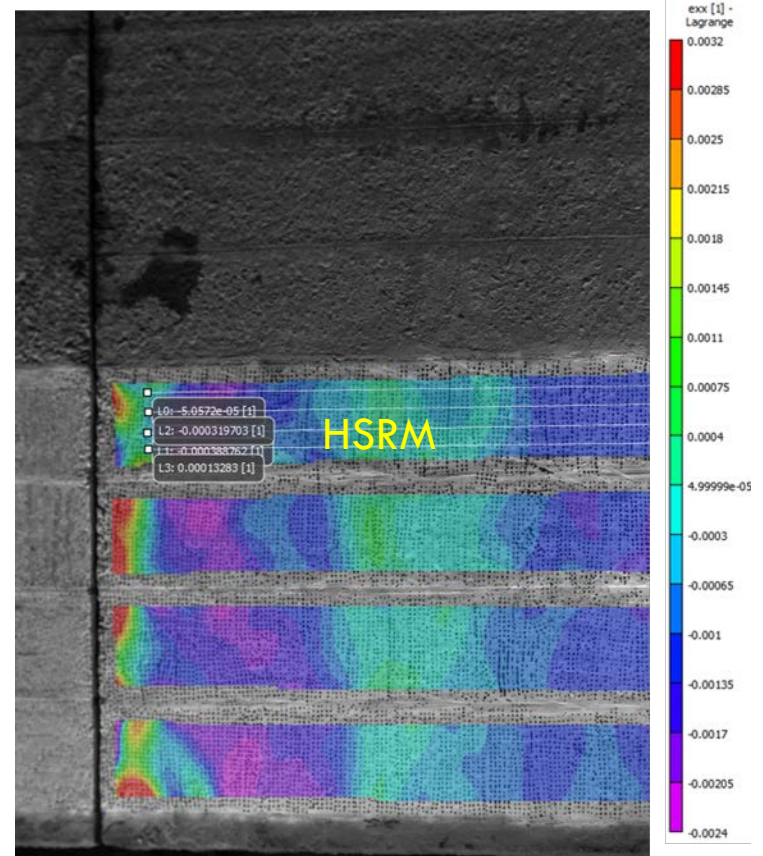 exx [1] -
Lagrange
0.0032
0.00285
0.0025
0.00215
0.0018
0.00145
0.0011
0.00075
0.0004
4.99999e-05
-0.0003
-0.00065
-0.001
-0.00135
-0.0017
-0.00205
-0.0024
L0: -5.0572e-05 [1]
L2: -0.000319703 [1]
L1: -0.000388762 [1]
L3: 0.00013283 [1]
HSRM